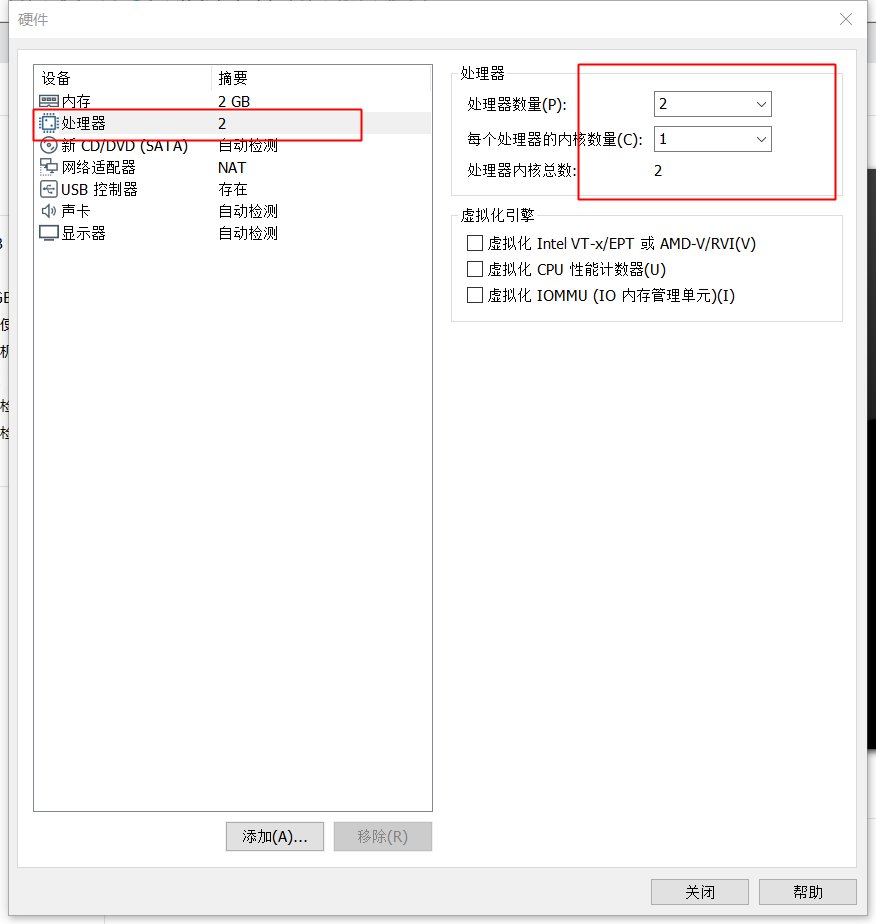 硬件
设备 摘要
内存 2 GB
处理器 2
新 CD/DVD (SATA) 自动检测
网络适配器 NAT
USB 控制器 存在
声卡 自动检测
显示器 自动检测
添加(A)... 移除(R)
处理器
处理器数量(P): 2
每个处理器的内核数量(C): 1
处理器内核总数: 2
虚拟化引擎
虚拟化 Intel VT-x/EPT 或 AMD-V/RVI(V)
虚拟化 CPU 性能计数器(U)
虚拟化 IOMMU (IO 内存管理单元)(I)
关闭 帮助